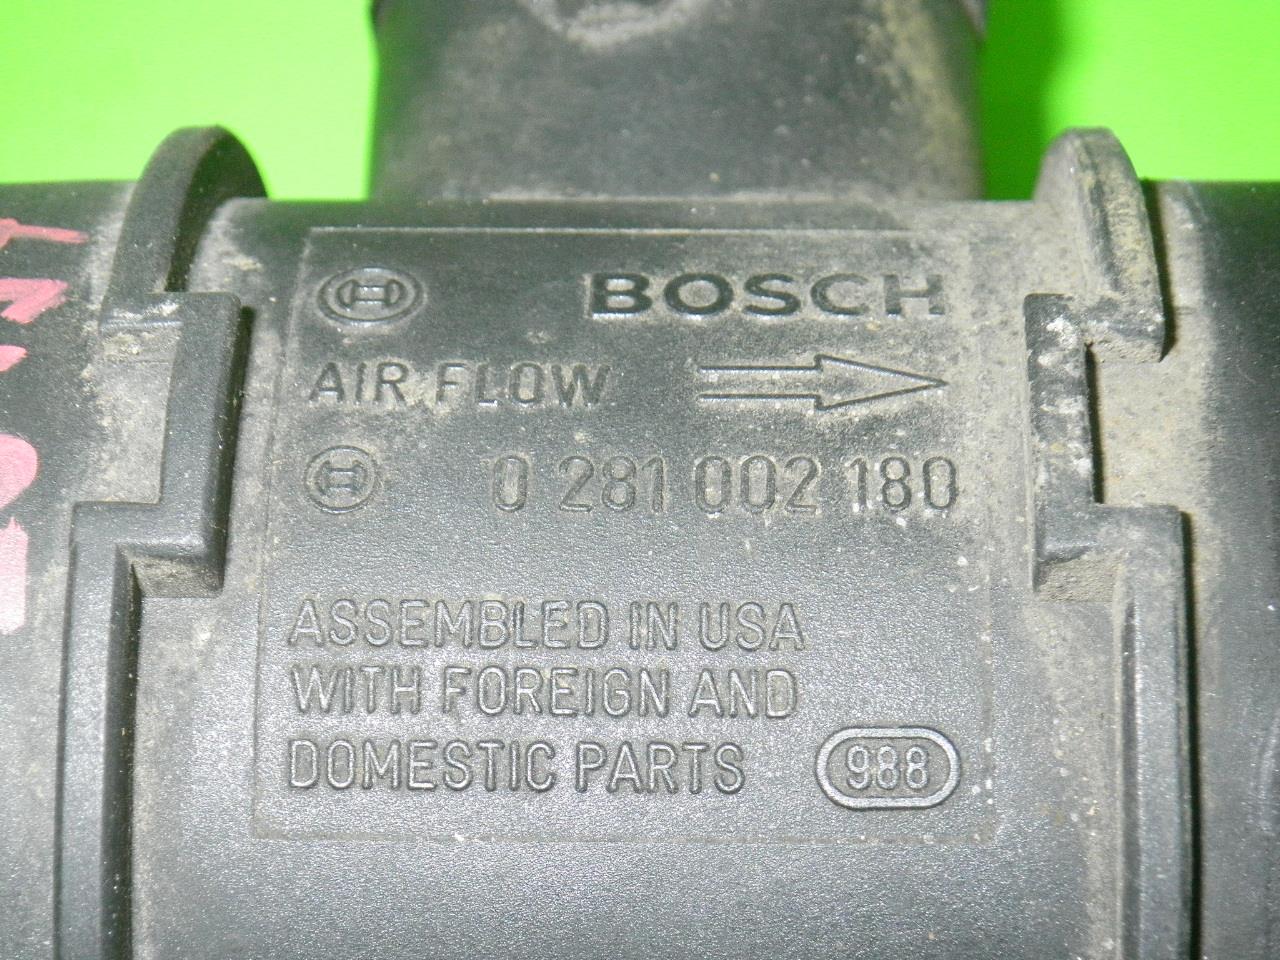 BOSCH
AIR FLOW
0 281 002 180
ASSEMBLED IN USA
WITH FOREIGN AND
DOMESTIC PARTS 988